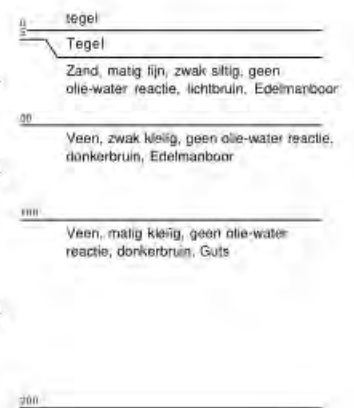 0
tegel
5
Tegel
Zand, matig fijn, zwak siltig, geen
olie-water reactie, lichtbruin, Edelmanboor
Veen, zwak kleiig, geen olie-water reactie,
donkerbruin, Edelmanboor
100
Veen, matig kleiig, geen olie-water
reactie, donkerbruin, Guts
200